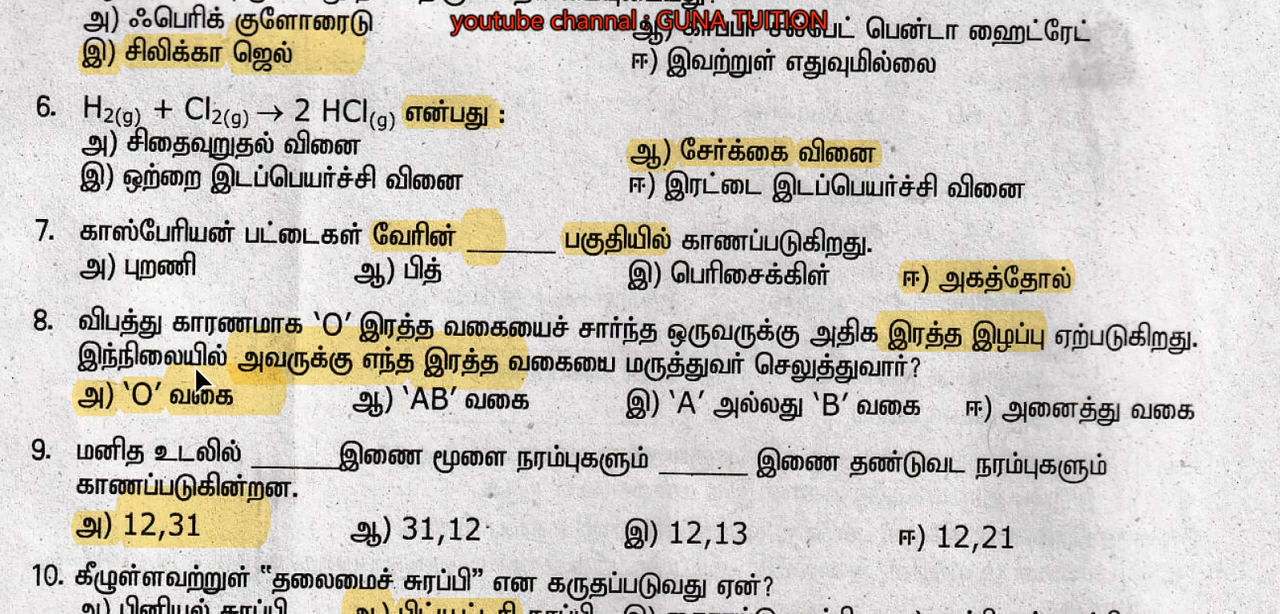 அ) ஃபெரிக் குளோரைடு
youtube channal : GUNA TUITION
பென்டா ஹைட்ரேட்
இ) சிலிக்கா ஜெல் ஈ) இவற்றுள் எதுவுமில்லை
6. H2(g) + Cl2(g) → 2 HCl(g) என்பது :
அ) சிதைவுறுதல் வினை ஆ) சேர்க்கை வினை
இ) ஒற்றை இடப்பெயர்ச்சி வினை ஈ) இரட்டை இடப்பெயர்ச்சி வினை
7. காஸ்பேரியன் பட்டைகள் வேரின் ______ பகுதியில் காணப்படுகிறது.
அ) புறணி ஆ) பித் இ) பெரிசைக்கிள் ஈ) அகத்தோல்
8. விபத்து காரணமாக 'O' இரத்த வகையைச் சார்ந்த ஒருவருக்கு அதிக இரத்த இழப்பு ஏற்படுகிறது.
இந்நிலையில் அவருக்கு எந்த இரத்த வகையை மருத்துவர் செலுத்துவார்?
அ) 'O' வகை ஆ) 'AB' வகை இ) 'A' அல்லது 'B' வகை ஈ) அனைத்து வகை
9. மனித உடலில் ______இணை மூளை நரம்புகளும் ______ இணை தண்டுவட நரம்புகளும்
காணப்படுகின்றன.
அ) 12,31 ஆ) 31,12 இ) 12,13 ஈ) 12,21
10. கீழுள்ளவற்றுள் "தலைமைச் சுரப்பி" என கருதப்படுவது ஏன்?